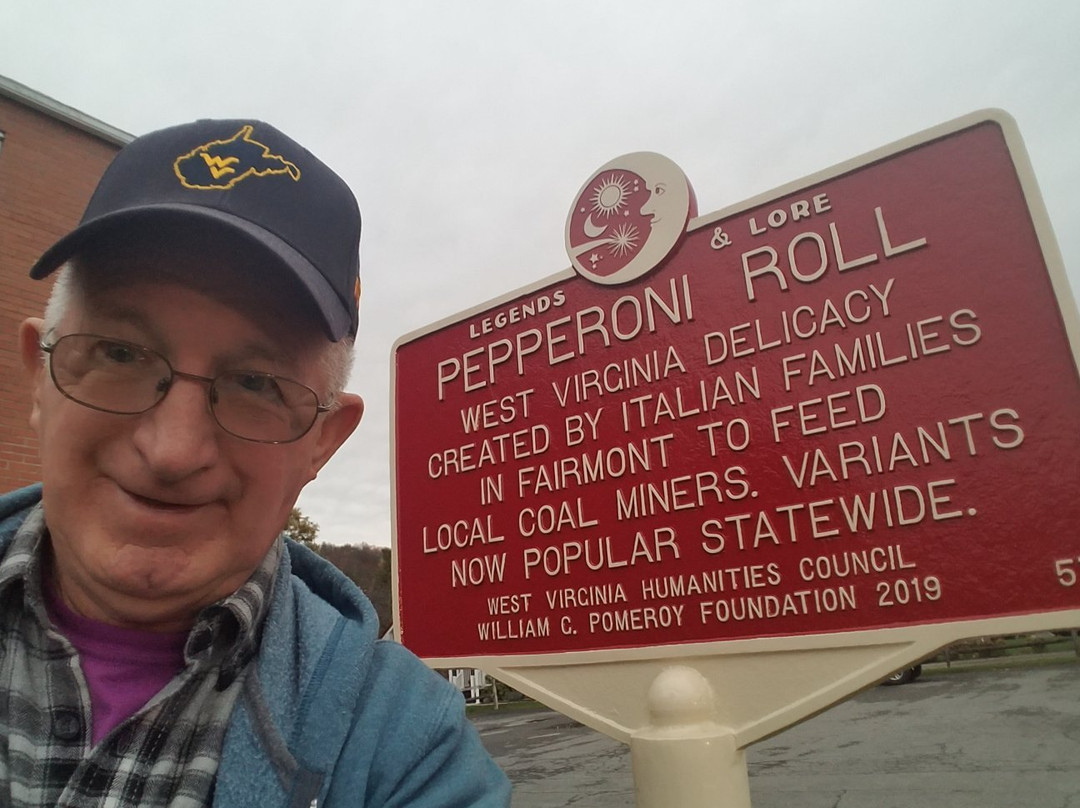 WV
LEGENDS & LORE
PEPPERONI ROLL
WEST VIRGINIA DELICACY
CREATED BY ITALIAN FAMILIES
IN FAIRMONT TO FEED
LOCAL COAL MINERS. VARIANTS
NOW POPULAR STATEWIDE.
WEST VIRGINIA HUMANITIES COUNCIL
WILLIAM G. POMEROY FOUNDATION 2019